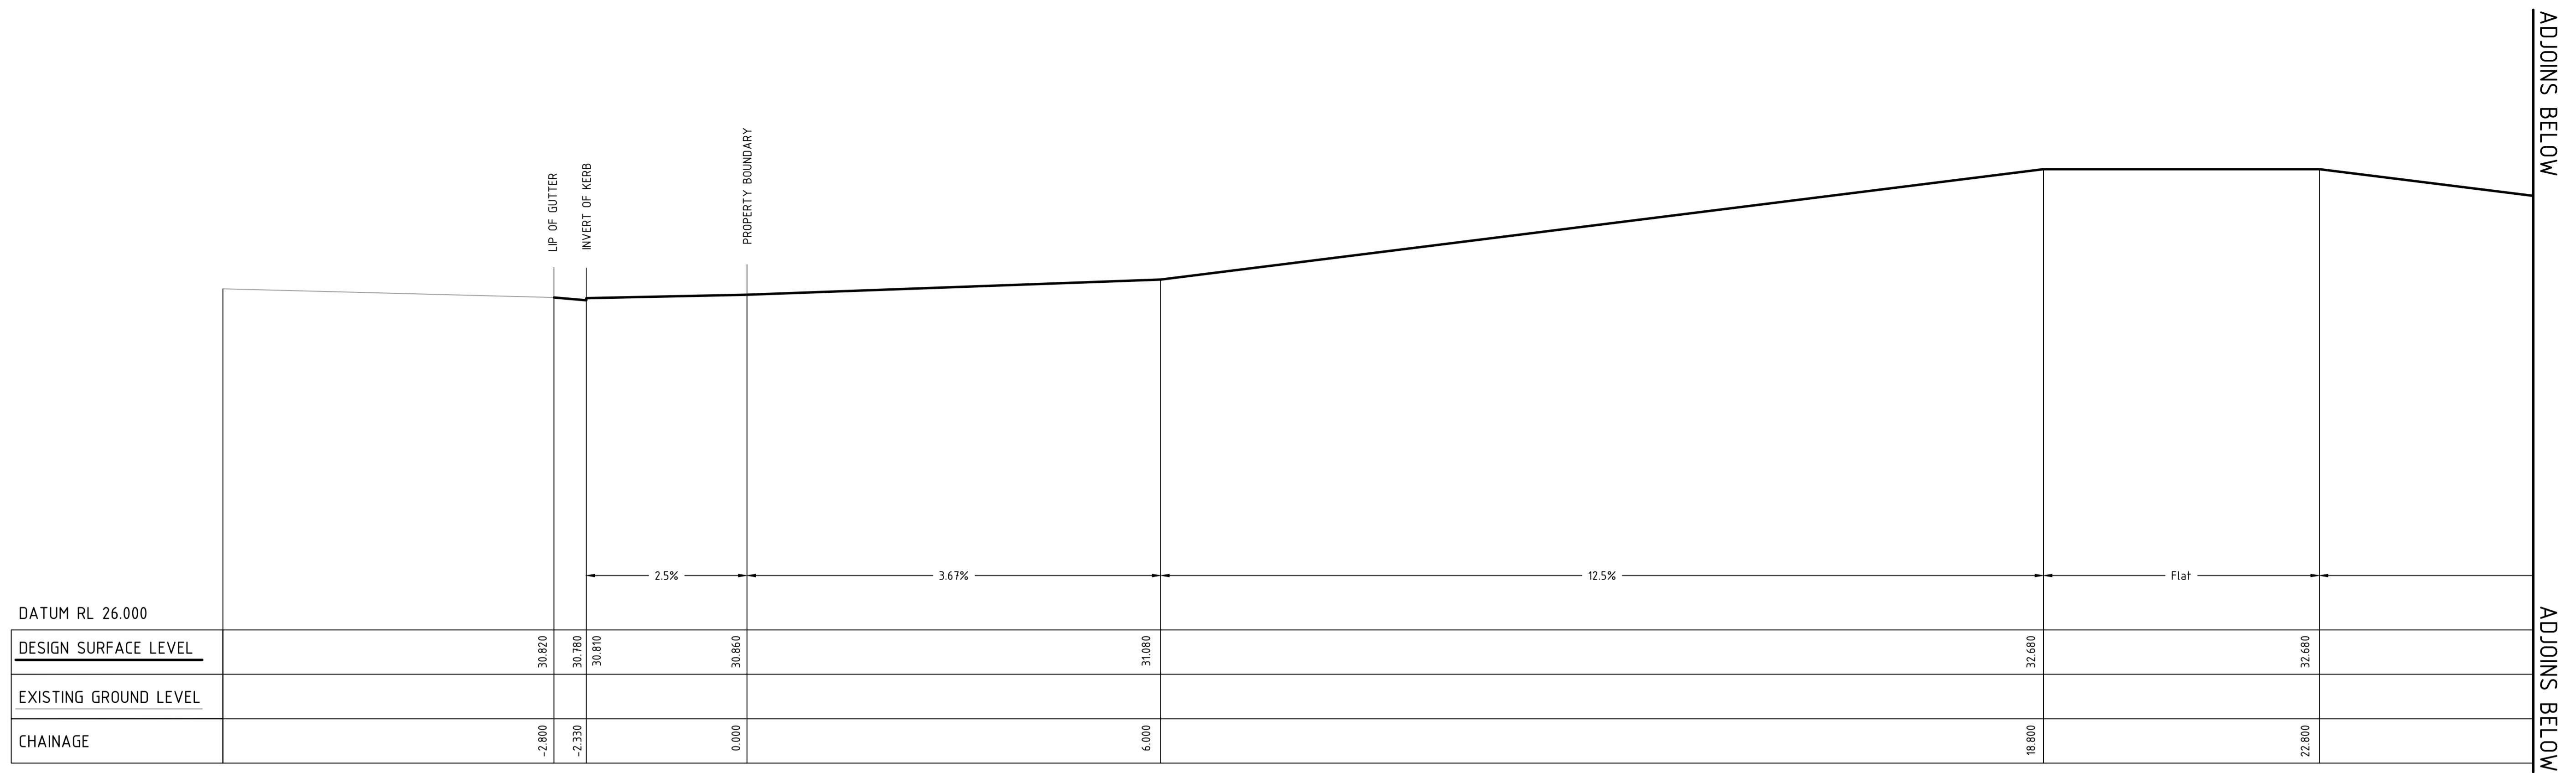 ADJOINS BELOW
LIP OF GUTTER
INVERT OF KERB
PROPERTY BOUNDARY
2.5%
3.67%
12.5%
Flat
DATUM RL 26.000
DESIGN SURFACE LEVEL
30.820
30.780
30.810
30.860
31.080
32.680
32.680
EXISTING GROUND LEVEL
CHAINAGE
-2.800
-2.330
0.000
6.000
18.800
22.800
ADJOINS BELOW